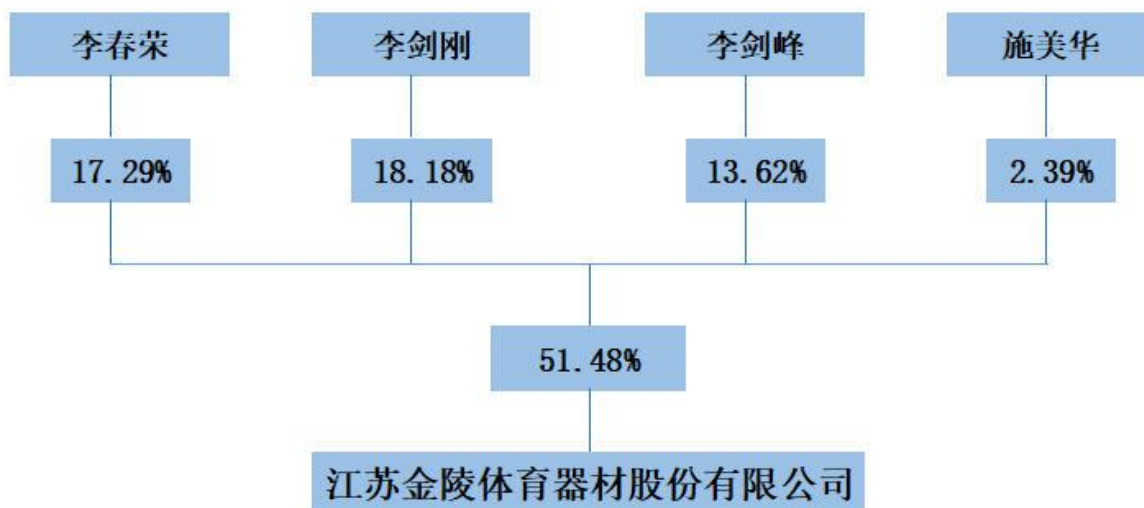 李春荣
李剑刚
李剑峰
施美华
17.29%
18.18%
13.62%
2.39%
51.48%
江苏金陵体育器材股份有限公司